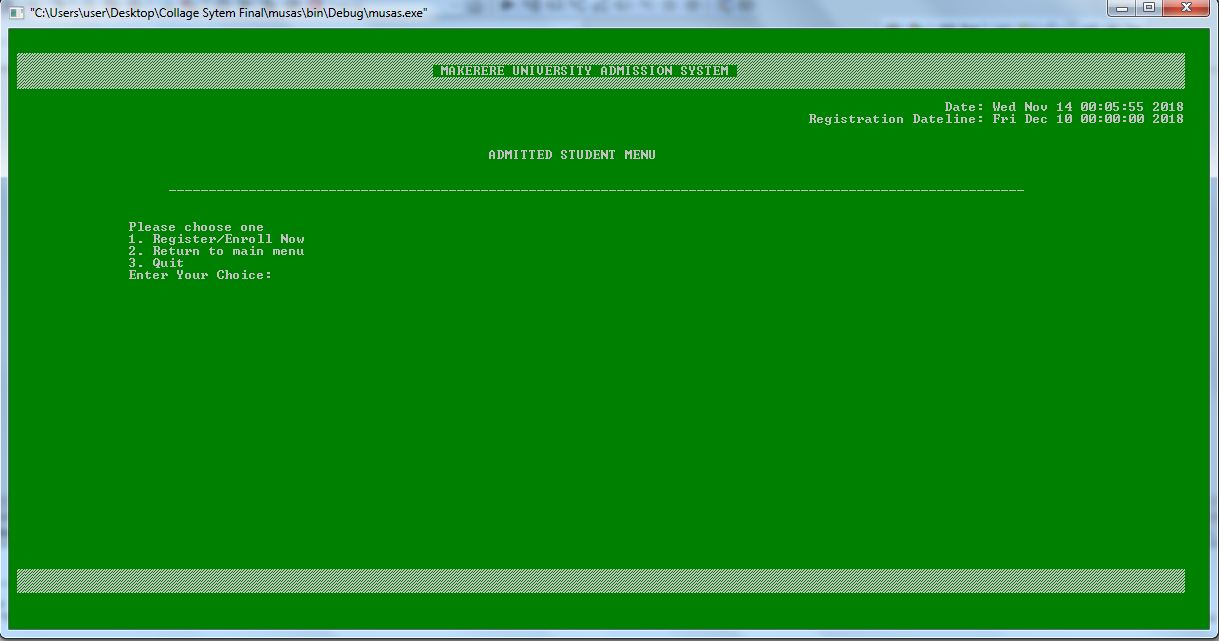 "C:\Users\user\Desktop\Collage Sytem Final\musas\bin\Debug\musas.exe"
MAKERERE UNIVERSITY ADMISSION SYSTEM
Date: Wed Nov 14 00:05:55 2018
Registration Dateline: Fri Dec 10 00:00:00 2018
ADMITTED STUDENT MENU
Please choose one
1. Register/Enroll Now
2. Return to main menu
3. Quit
Enter Your Choice: